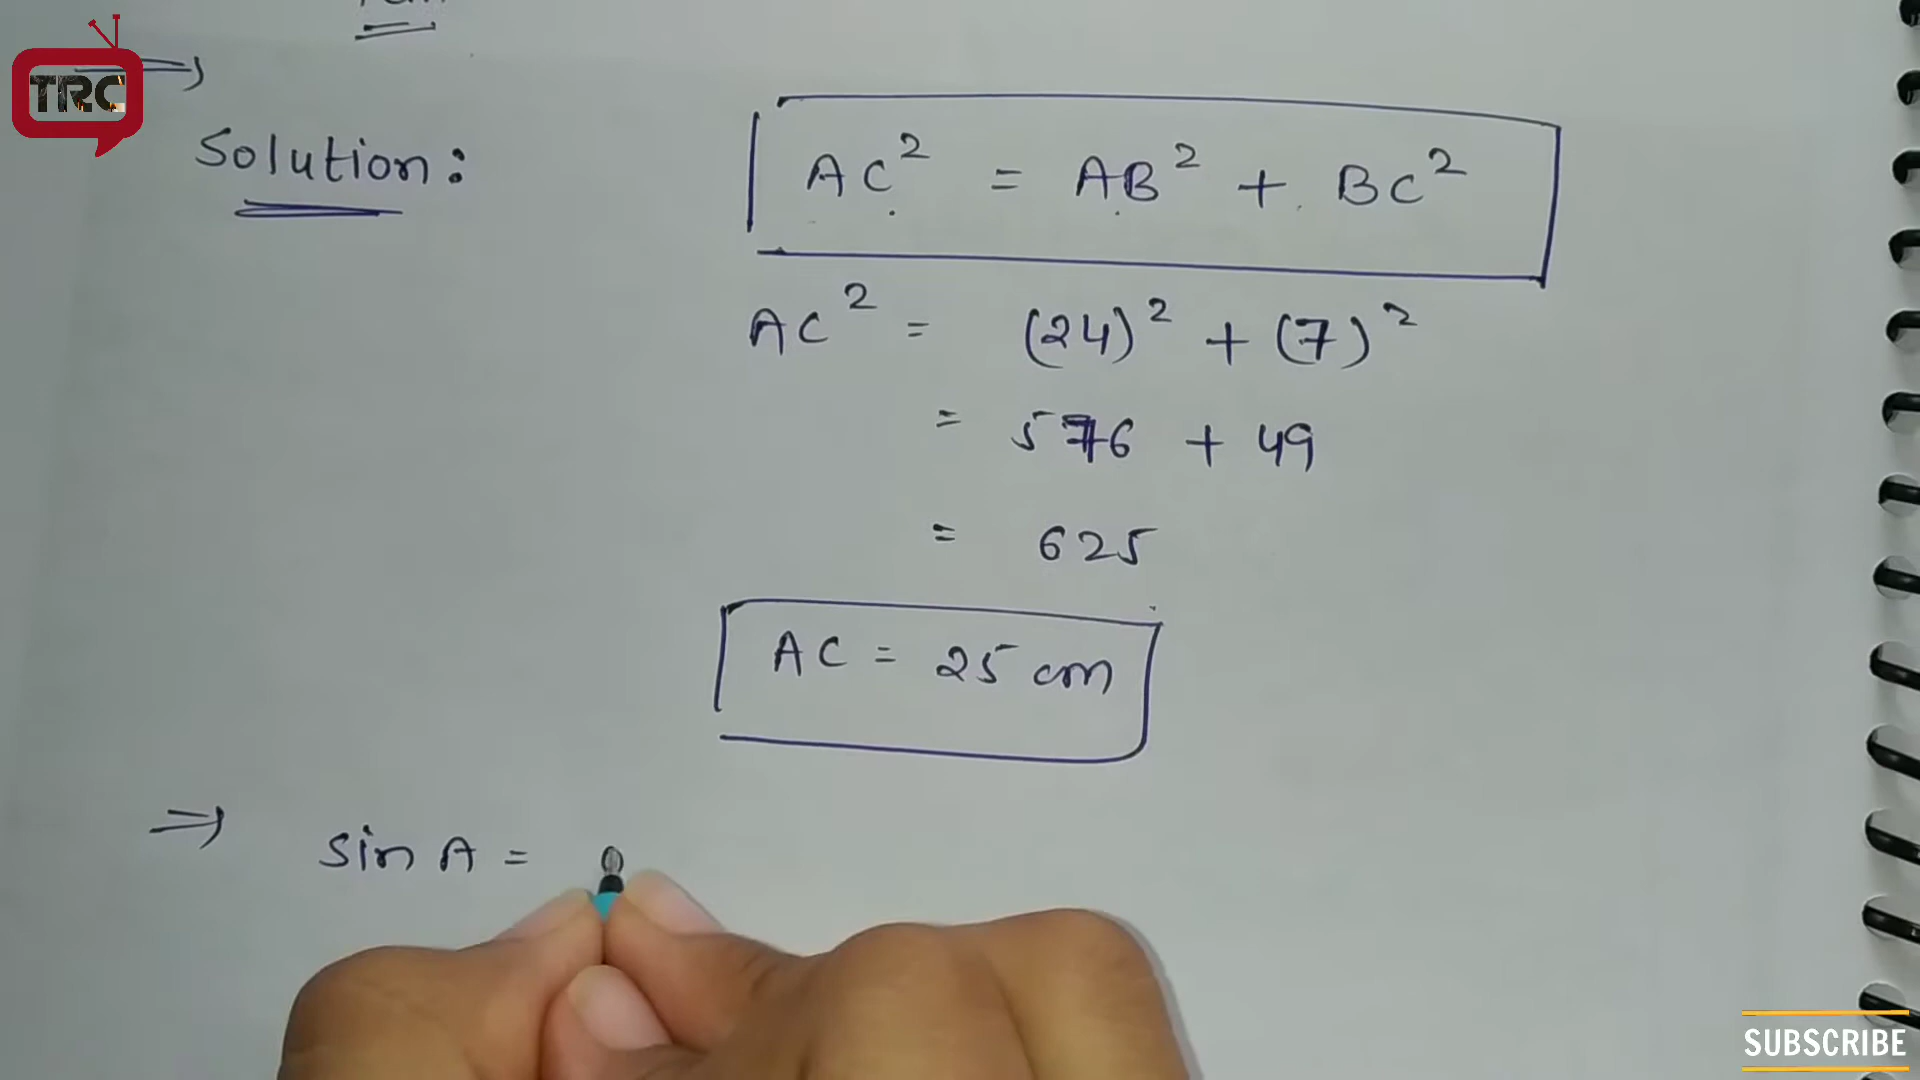 TRC
Solution:
AC² = AB² + BC²
AC² = (24)² + (7)²
= 576 + 49
= 625
AC = 25 cm
⇒ sin A =
SUBSCRIBE